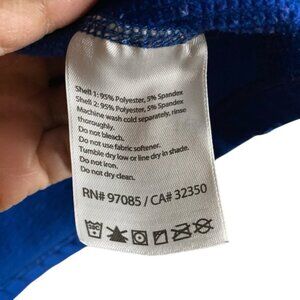 Shell 1: 95% Polyester, 5% Spandex
Shell 2: 95% Polyester, 5% Spandex
Machine wash cold separately, rinse
thoroughly.
Do not bleach.
Do not use fabric softener.
Tumble dry low or line dry in shade.
Do not iron.
Do not dry clean.
RN# 97085 / CA# 32350